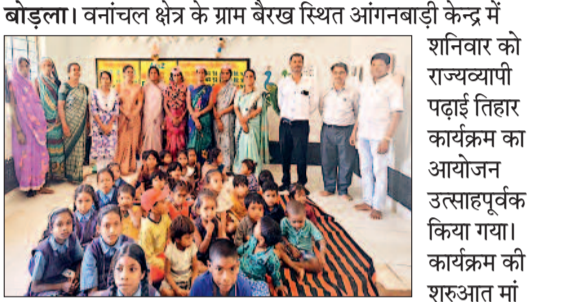 बोड़ला। वनांचल क्षेत्र के ग्राम बैरख स्थित आंगनबाड़ी केन्द्र में
शनिवार को
राज्यव्यापी
पढ़ाई तिहार
कार्यक्रम का
आयोजन
उत्साहपूर्वक
किया गया।
कार्यक्रम की
शुरुआत मां